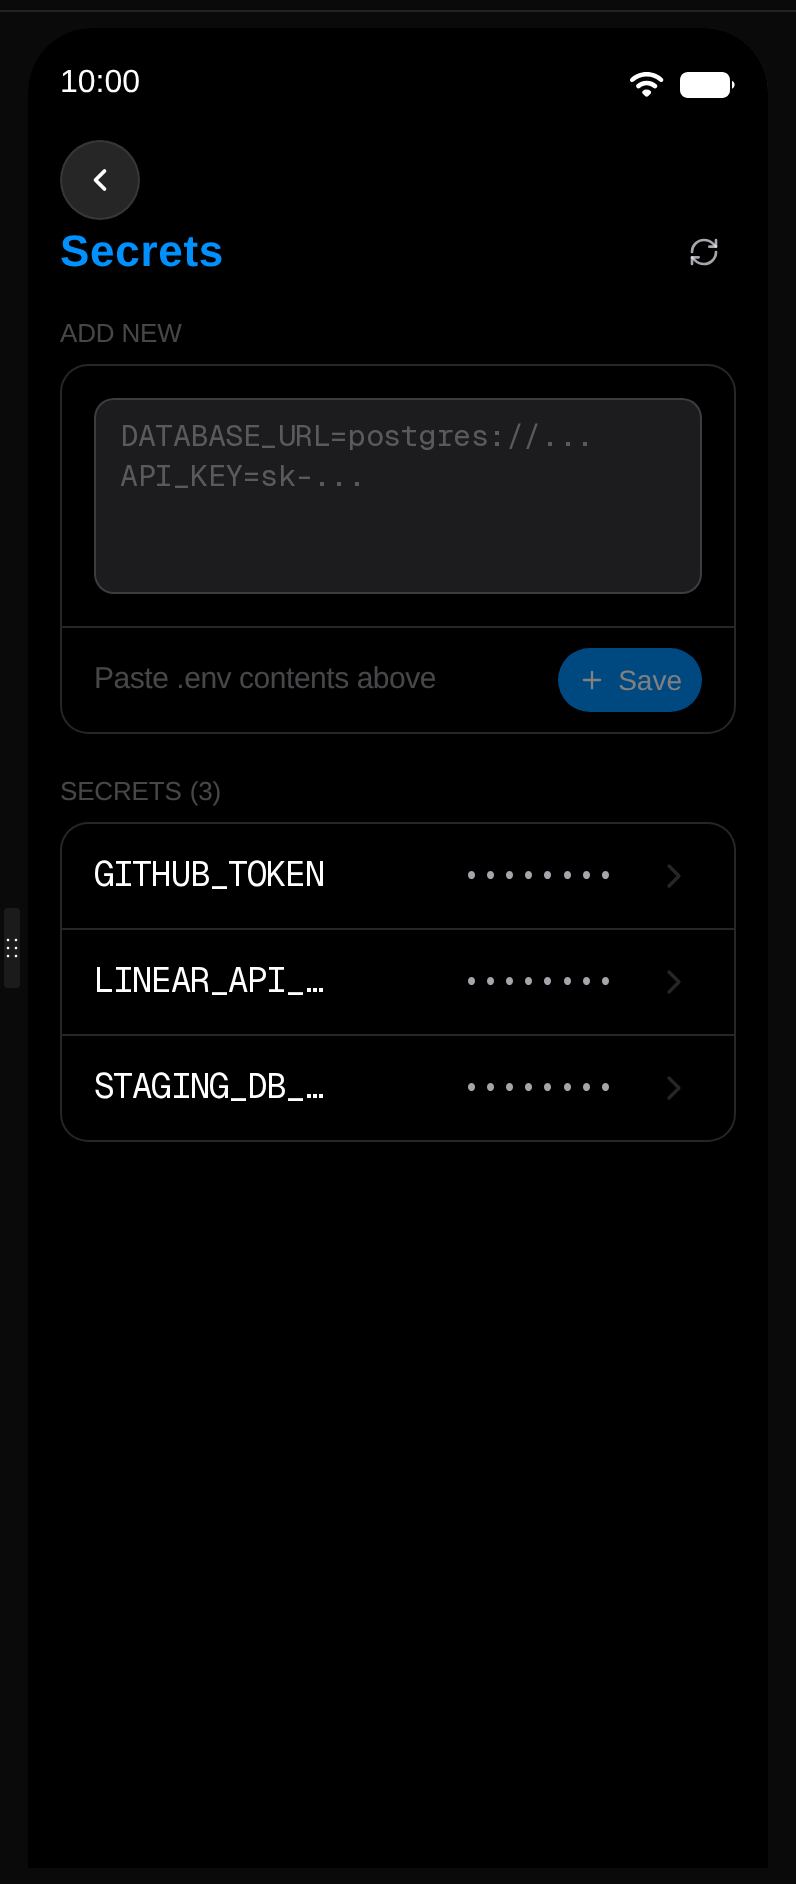 10:00
Secrets
ADD NEW
DATABASE_URL=postgres://...
API_KEY=sk-...
Paste .env contents above
+ Save
SECRETS (3)
GITHUB_TOKEN ••••••••
LINEAR_API_… ••••••••
STAGING_DB_… ••••••••